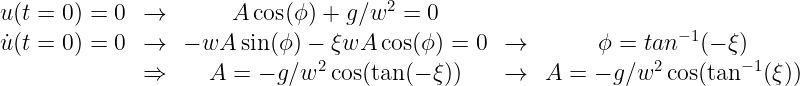 u(t = 0) = 0 → A cos(ϕ) + g/w² = 0
u̇(t = 0) = 0 → −wA sin(ϕ) − ξwA cos(ϕ) = 0 → ϕ = tan⁻¹(−ξ)
⇒ A = −g/w² cos(tan(−ξ)) → A = −g/w² cos(tan⁻¹(ξ))